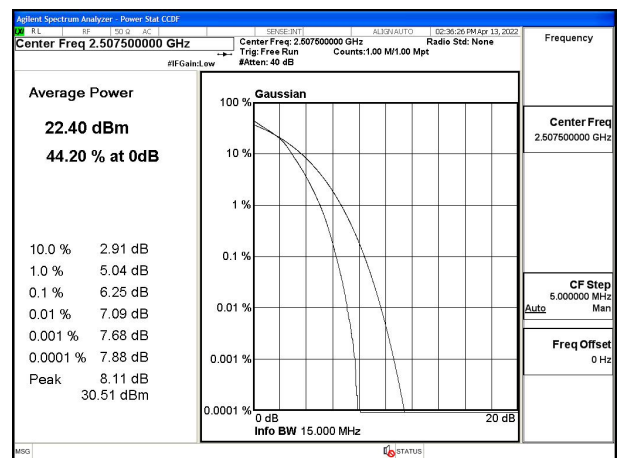 Agilent Spectrum Analyzer - Power Stat CCDF
RL RF 50 Ω AC SENSE:INT ALIGN AUTO 02:36:26 PM Apr 13, 2022
Center Freq 2.507500000 GHz
Center Freq: 2.507500000 GHz Radio Std: None
Trig: Free Run Counts:1.00 M/1.00 Mpt
#IFGain:Low #Atten: 40 dB
Frequency
Average Power
22.40 dBm
44.20 % at 0dB
10.0 % 2.91 dB
1.0 % 5.04 dB
0.1 % 6.25 dB
0.01 % 7.09 dB
0.001 % 7.68 dB
0.0001 % 7.88 dB
Peak 8.11 dB
30.51 dBm
Gaussian
100 %
10 %
1 %
0.1 %
0.01 %
0.001 %
0.0001 %
0 dB 20 dB
Info BW 15.000 MHz
Center Freq
2.507500000 GHz
CF Step
5.000000 MHz
Auto Man
Freq Offset
0 Hz
MSG STATUS